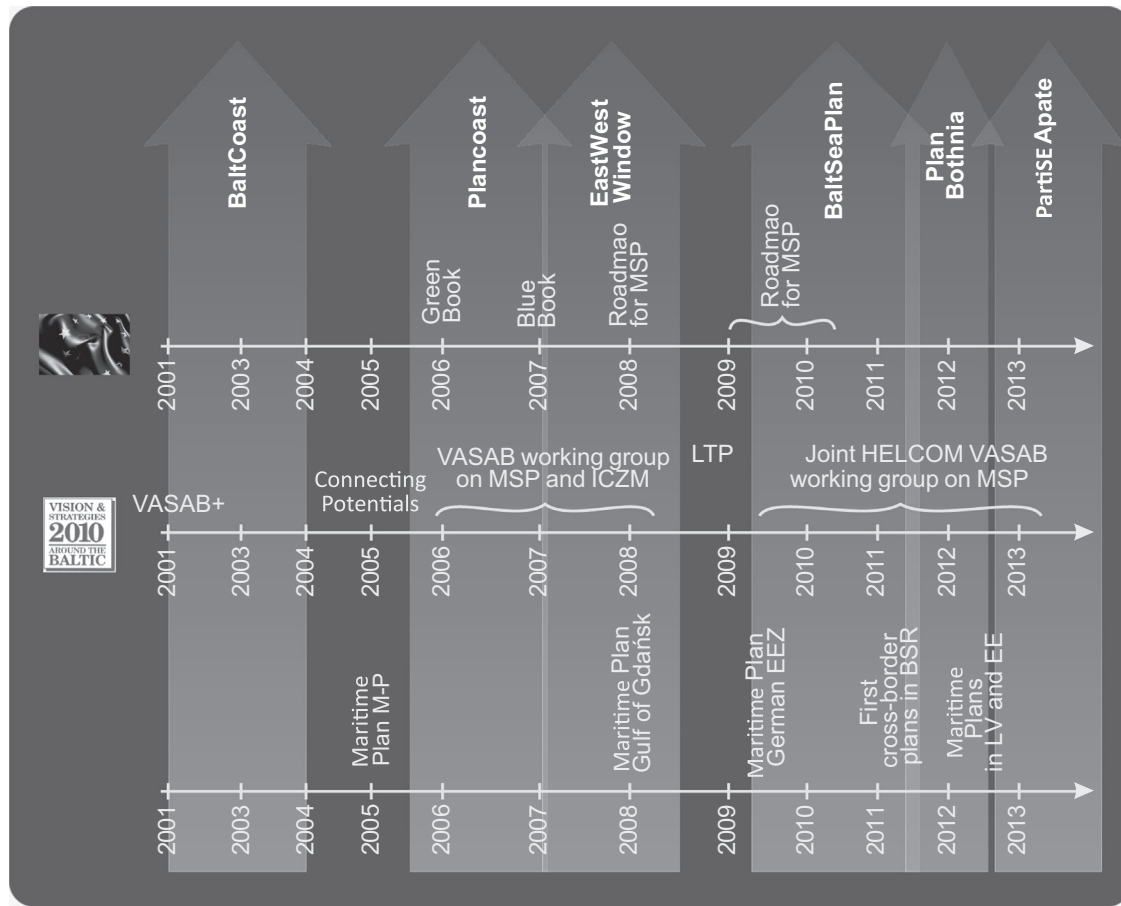 BaltCoast
Plancoast
EastWest
Window
BaltSeaPlan
Plan
Bothnia
PartiSE Apate
Green
Book
Blue
Book
Roadmao
for MSP
Roadmao
for MSP
2001
2003
2004
2005
2006
2007
2008
2009
2010
2011
2012
2013
VASAB+
Connecting
Potentials
VASAB working group
on MSP and ICZM
LTP
Joint HELCOM VASAB
working group on MSP
VISION &
STRATEGIES
2010
AROUND THE
BALTIC
2001
2003
2004
2005
2006
2007
2008
2009
2010
2011
2012
2013
Maritime
Plan M-P
Maritime Plan
Gulf of Gdańsk
Maritime Plan
German EEZ
First
cross-border
plans in BSR
Maritime
Plans
in LV and EE
2001
2003
2004
2005
2006
2007
2008
2009
2010
2011
2012
2013